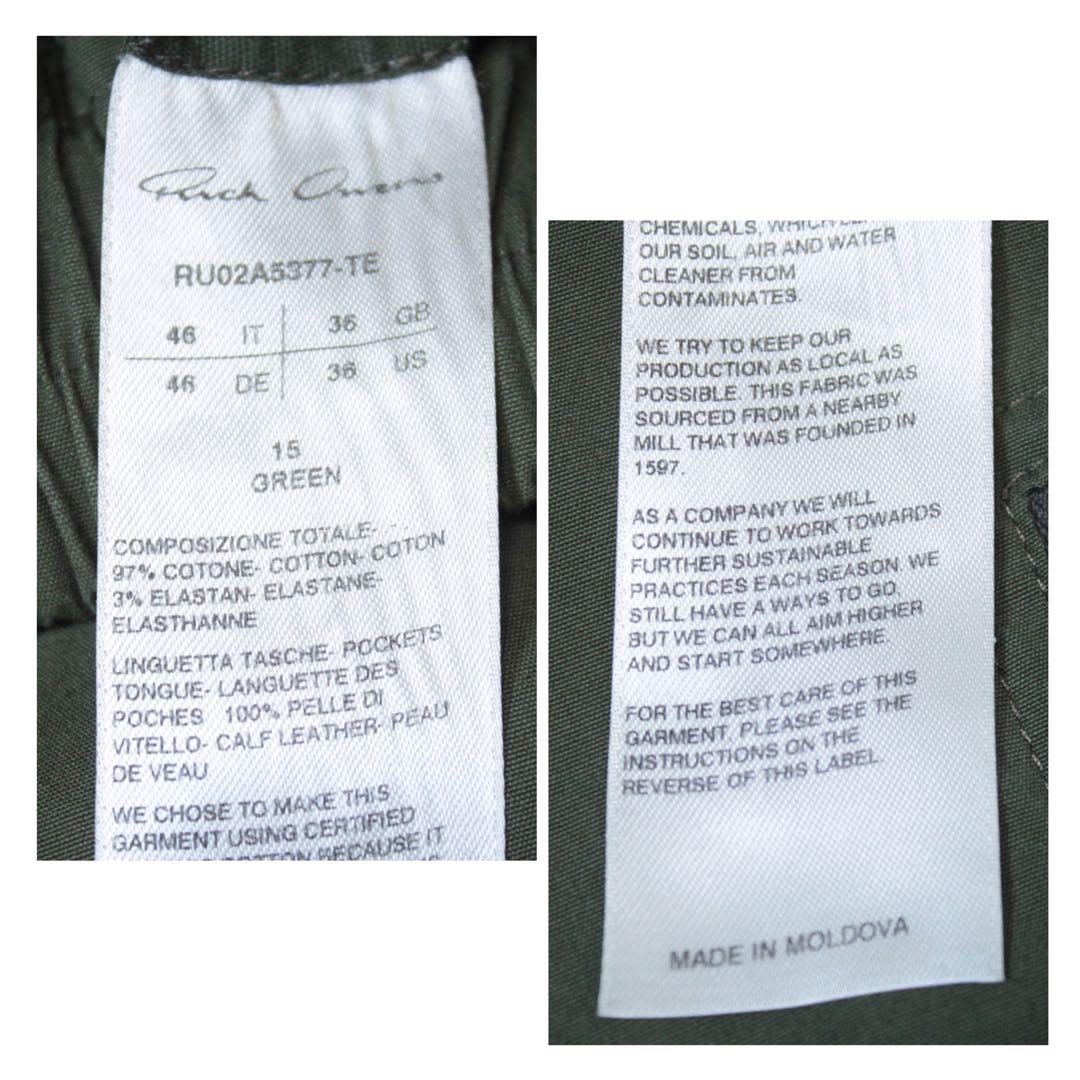 Rick Owens
RU02A5377-TE
46 IT 36 GB
46 DE 36 US
15
GREEN
COMPOSIZIONE TOTALE-
97% COTONE- COTTON- COTON
3% ELASTAN- ELASTANE-
ELASTHANNE
LINGUETTA TASCHE- POCKETS
TONGUE- LANGUETTE DES
POCHES 100% PELLE DI
VITELLO- CALF LEATHER- PEAU
DE VEAU
WE CHOSE TO MAKE THIS
GARMENT USING CERTIFIED
COTTON BECAUSE IT
CHEMICALS, WHICH
OUR SOIL, AIR AND WATER
CLEANER FROM
CONTAMINATES.
WE TRY TO KEEP OUR
PRODUCTION AS LOCAL AS
POSSIBLE. THIS FABRIC WAS
SOURCED FROM A NEARBY
MILL THAT WAS FOUNDED IN
1597.
AS A COMPANY WE WILL
CONTINUE TO WORK TOWARDS
FURTHER SUSTAINABLE
PRACTICES EACH SEASON. WE
STILL HAVE A WAYS TO GO,
BUT WE CAN ALL AIM HIGHER
AND START SOMEWHERE.
FOR THE BEST CARE OF THIS
GARMENT, PLEASE SEE THE
INSTRUCTIONS ON THE
REVERSE OF THIS LABEL.
MADE IN MOLDOVA